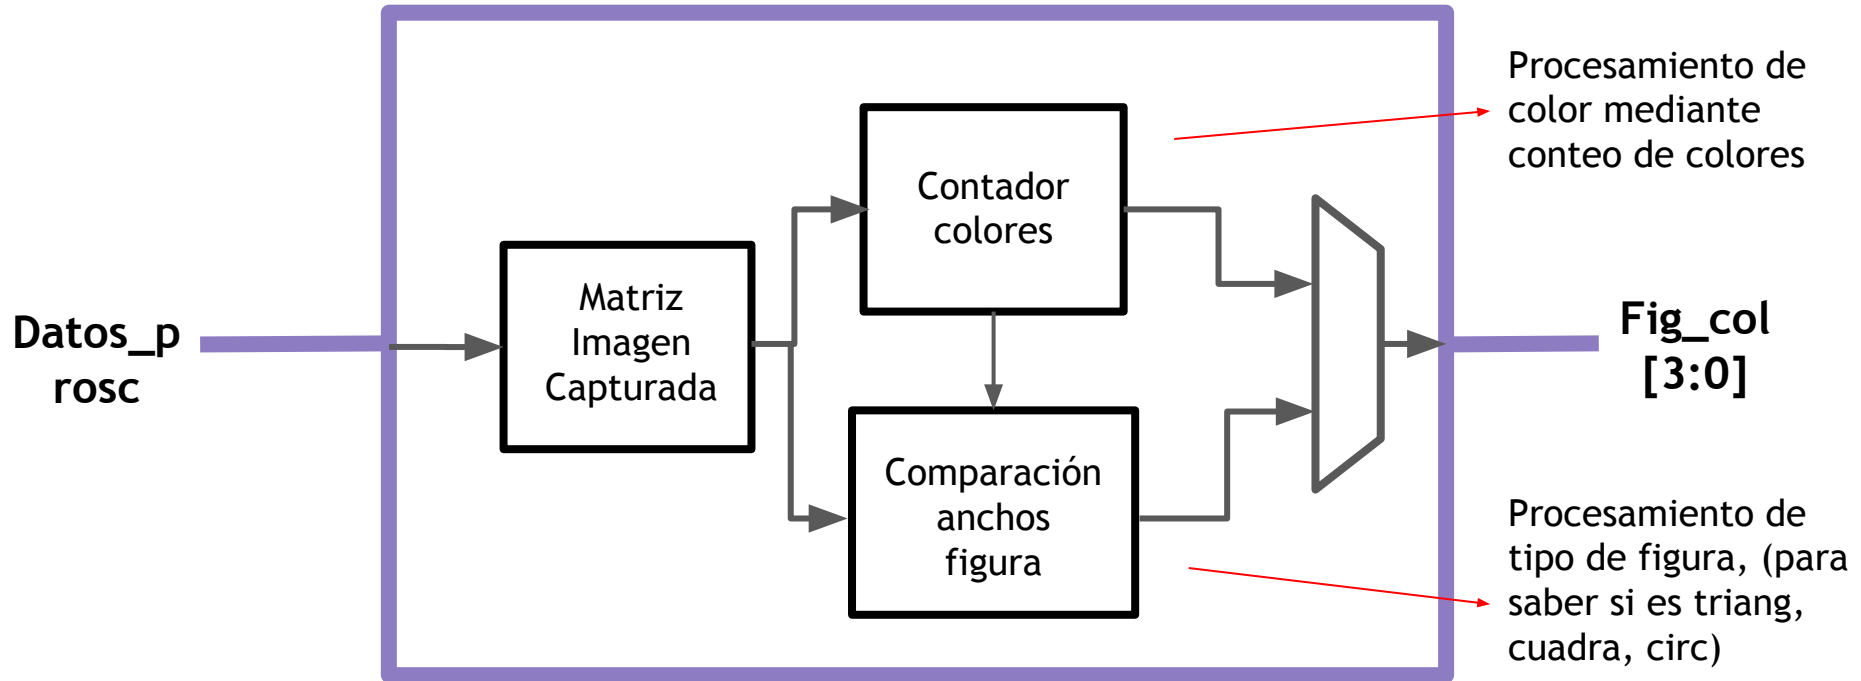 Datos_p
rosc
Matriz
Imagen
Capturada
Contador
colores
Comparación
anchos
figura
Procesamiento de
color mediante
conteo de colores
Fig_col
[3:0]
Procesamiento de
tipo de figura, (para
saber si es triang,
cuadra, circ)